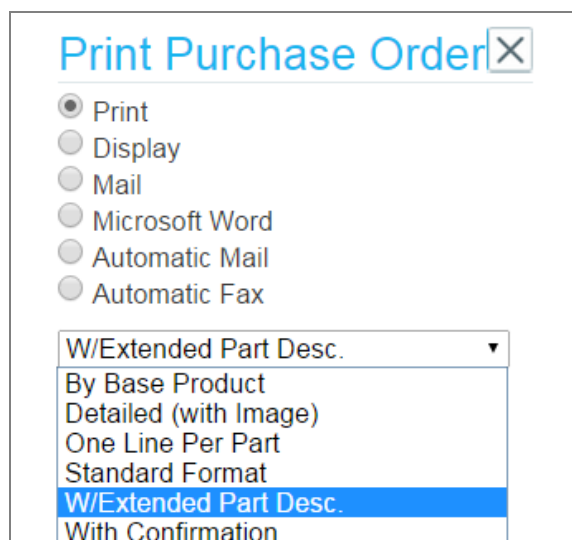 Print Purchase Order
Print
Display
Mail
Microsoft Word
Automatic Mail
Automatic Fax
W/Extended Part Desc.
By Base Product
Detailed (with Image)
One Line Per Part
Standard Format
W/Extended Part Desc.
With Confirmation